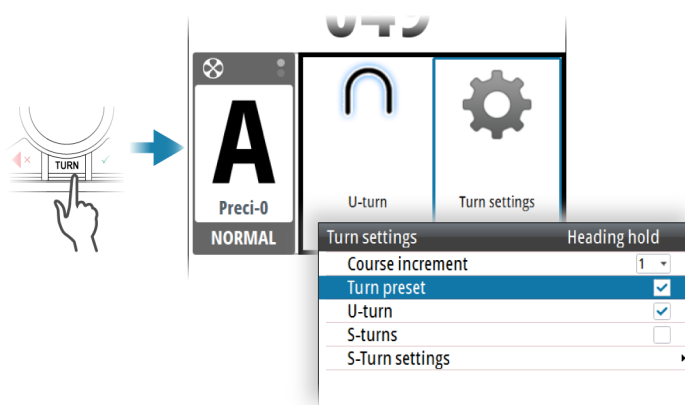 TURN
A
Preci-0
NORMAL
U-turn
Turn settings
Turn settings Heading hold
Course increment 1
Turn preset
U-turn
S-turns
S-Turn settings